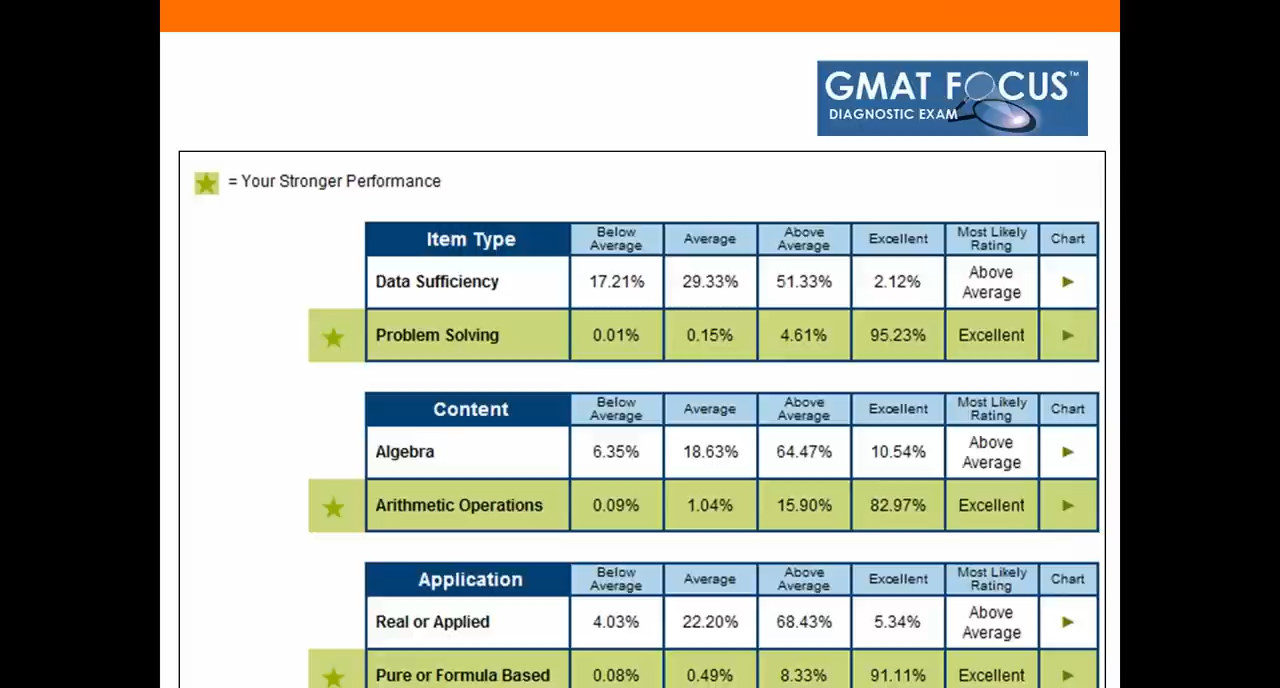 GMAT FOCUS™
DIAGNOSTIC EXAM
= Your Stronger Performance
Item Type Below Average Average Above Average Excellent Most Likely Rating Chart
Data Sufficiency 17.21% 29.33% 51.33% 2.12% Above Average
Problem Solving 0.01% 0.15% 4.61% 95.23% Excellent
Content Below Average Average Above Average Excellent Most Likely Rating Chart
Algebra 6.35% 18.63% 64.47% 10.54% Above Average
Arithmetic Operations 0.09% 1.04% 15.90% 82.97% Excellent
Application Below Average Average Above Average Excellent Most Likely Rating Chart
Real or Applied 4.03% 22.20% 68.43% 5.34% Above Average
Pure or Formula Based 0.08% 0.49% 8.33% 91.11% Excellent